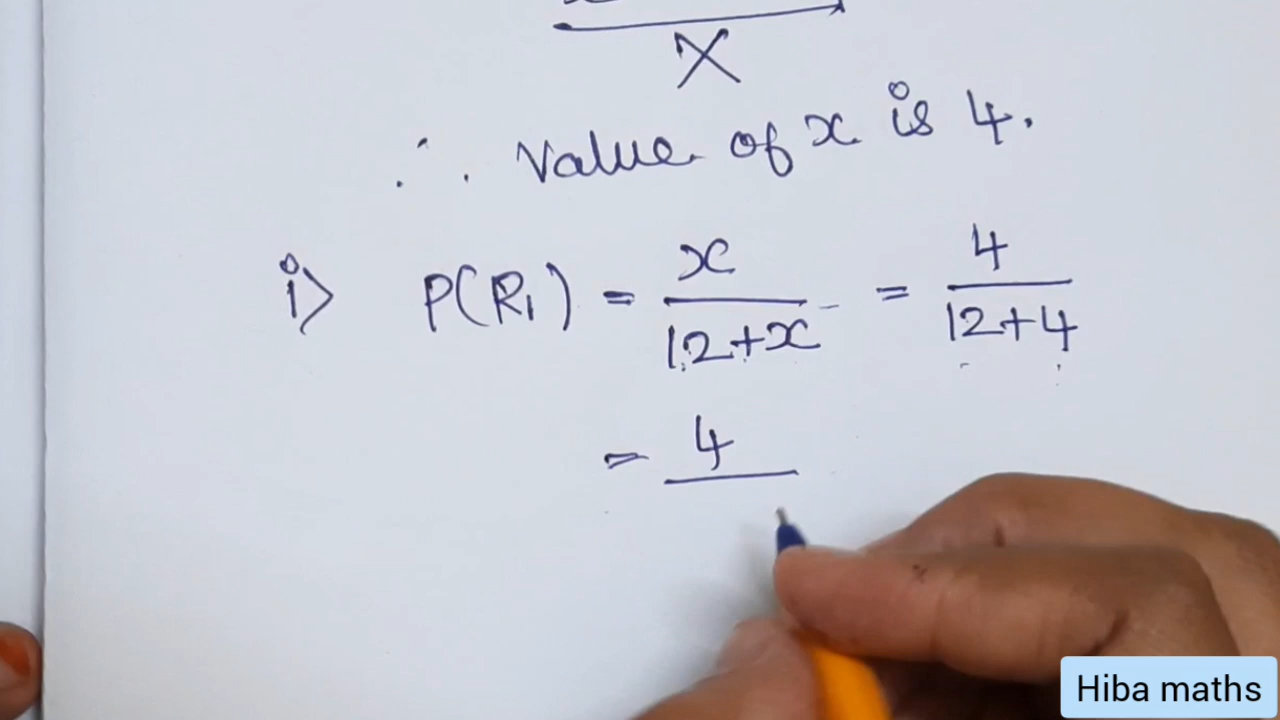 X
∴ Value of x is 4.
i> P(R₁) = x/(12+x) = 4/(12+4)
= 4/
Hiba maths